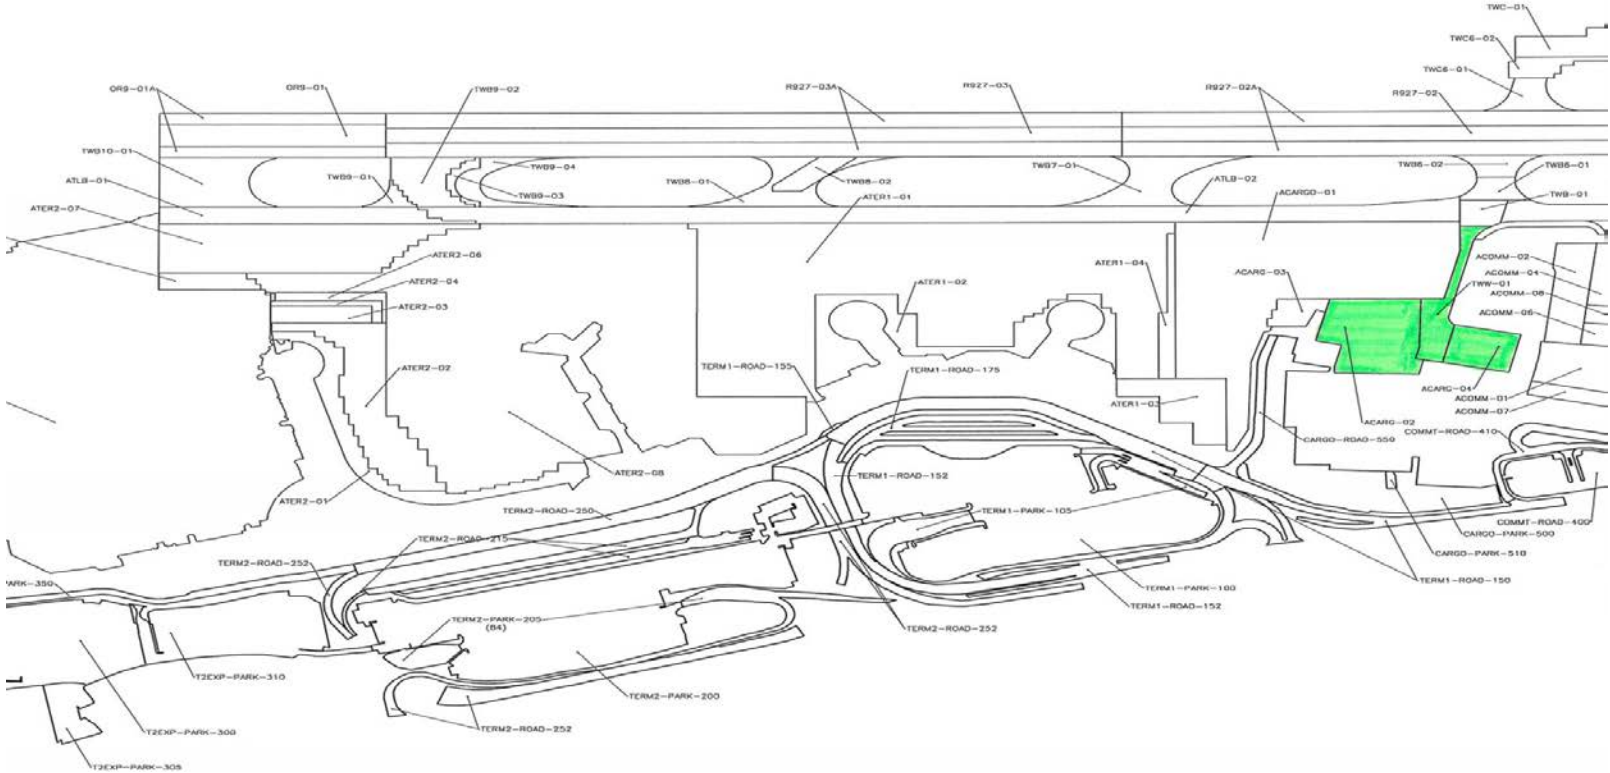 TWC-01
TWC6-02
TWC6-01
OR9-01A
OR9-01
TWB9-02
R927-03A
R927-03
R927-02A
R927-02
TWB10-01
TWB9-01
TWB9-04
TWB9-03
TWB8-01
TWB8-02
TWB7-01
TWB6-02
TWB6-01
ATLB-01
ATLB-02
ACARGO-01
TWB-01
ATER2-07
ATER1-01
ATER2-06
ATER2-04
ATER2-03
ATER1-02
ATER1-04
ACARG-03
ACOMM-02
ACOMM-04
TWW-01
ACOMM-08
ACOMM-06
ATER2-02
TERM1-ROAD-155
TERM1-ROAD-175
ACARG-04
ACOMM-01
ACOMM-07
ATER1-03
ACARG-02
COMMT-ROAD-410
CARGO-ROAD-550
ATER2-08
ATER2-01
TERM1-ROAD-152
TERM2-ROAD-250
TERM1-PARK-105
COMMT-ROAD-400
CARGO-PARK-500
CARGO-PARK-510
TERM2-ROAD-215
TERM2-ROAD-252
PARK-350
TERM1-ROAD-150
TERM1-PARK-100
TERM1-ROAD-152
TERM2-PARK-205
(84)
TERM2-ROAD-252
T2EXP-PARK-310
TERM2-PARK-200
TERM2-ROAD-252
T2EXP-PARK-300
T2EXP-PARK-305